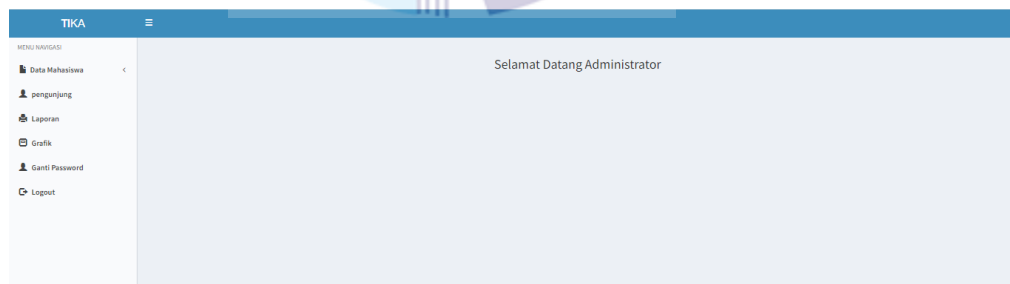 TIKA
MENU NAVIGASI
Selamat Datang Administrator
Data Mahasiswa
pengunjung
Laporan
Grafik
Ganti Password
Logout